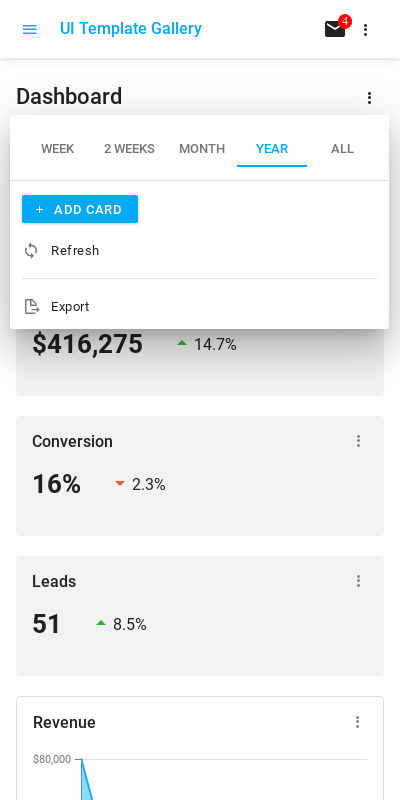 UI Template Gallery
4
Dashboard
WEEK 2 WEEKS MONTH YEAR ALL
+ ADD CARD
Refresh
Export
$416,275 14.7%
Conversion
16% 2.3%
Leads
51 8.5%
Revenue
$80,000